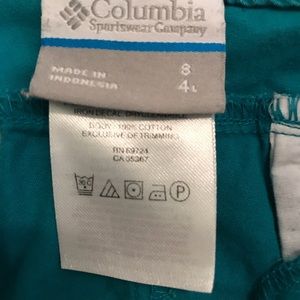 Columbia
Sportswear Company
MADE IN
INDONESIA
8
4L
BODY: 100% COTTON
EXCLUSIVE OF TRIMMING
RN 69724
CA 05367
P